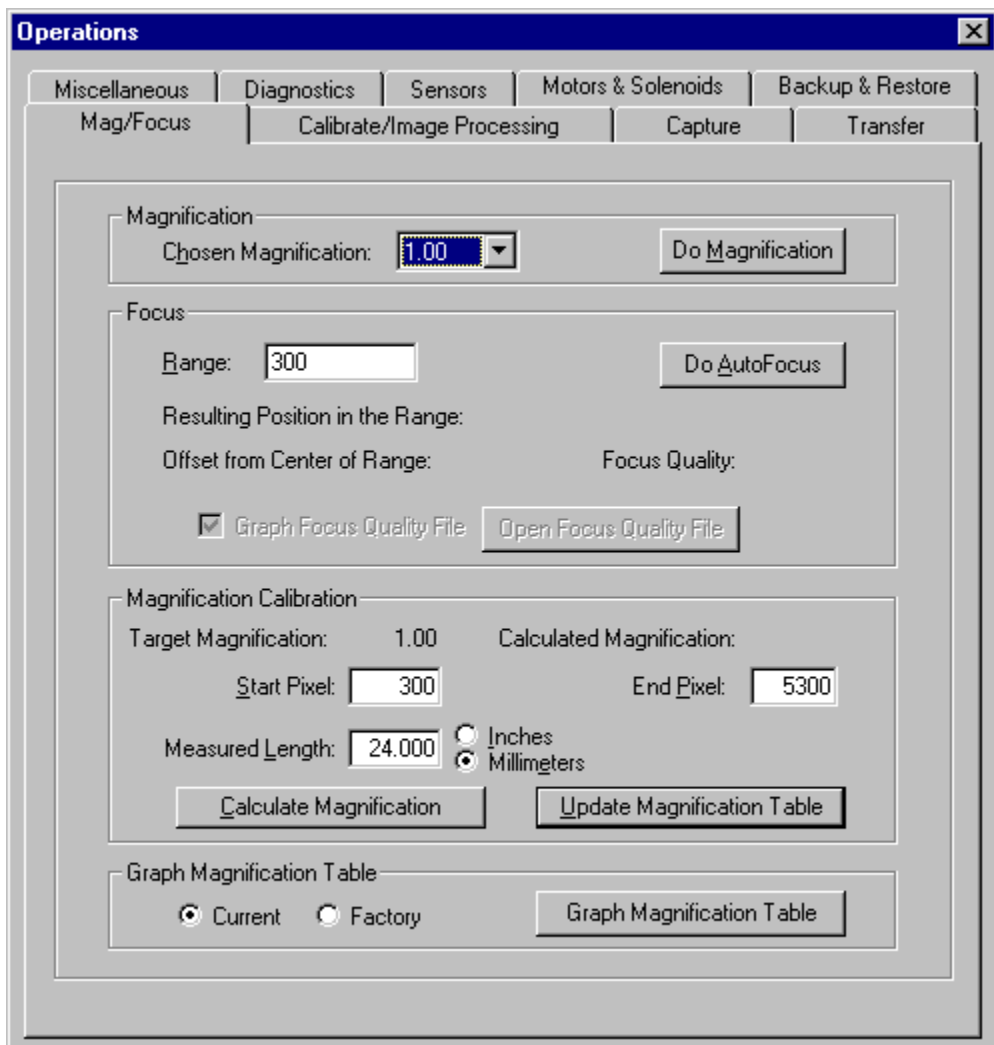 Operations
Miscellaneous Diagnostics Sensors Motors & Solenoids Backup & Restore
Mag/Focus Calibrate/Image Processing Capture Transfer
Magnification
Chosen Magnification: 1.00 Do Magnification
Focus
Range: 300 Do AutoFocus
Resulting Position in the Range:
Offset from Center of Range: Focus Quality:
Graph Focus Quality File Open Focus Quality File
Magnification Calibration
Target Magnification: 1.00 Calculated Magnification:
Start Pixel: 300 End Pixel: 5300
Measured Length: 24.000 Inches
Millimeters
Calculate Magnification Update Magnification Table
Graph Magnification Table
Current Factory Graph Magnification Table